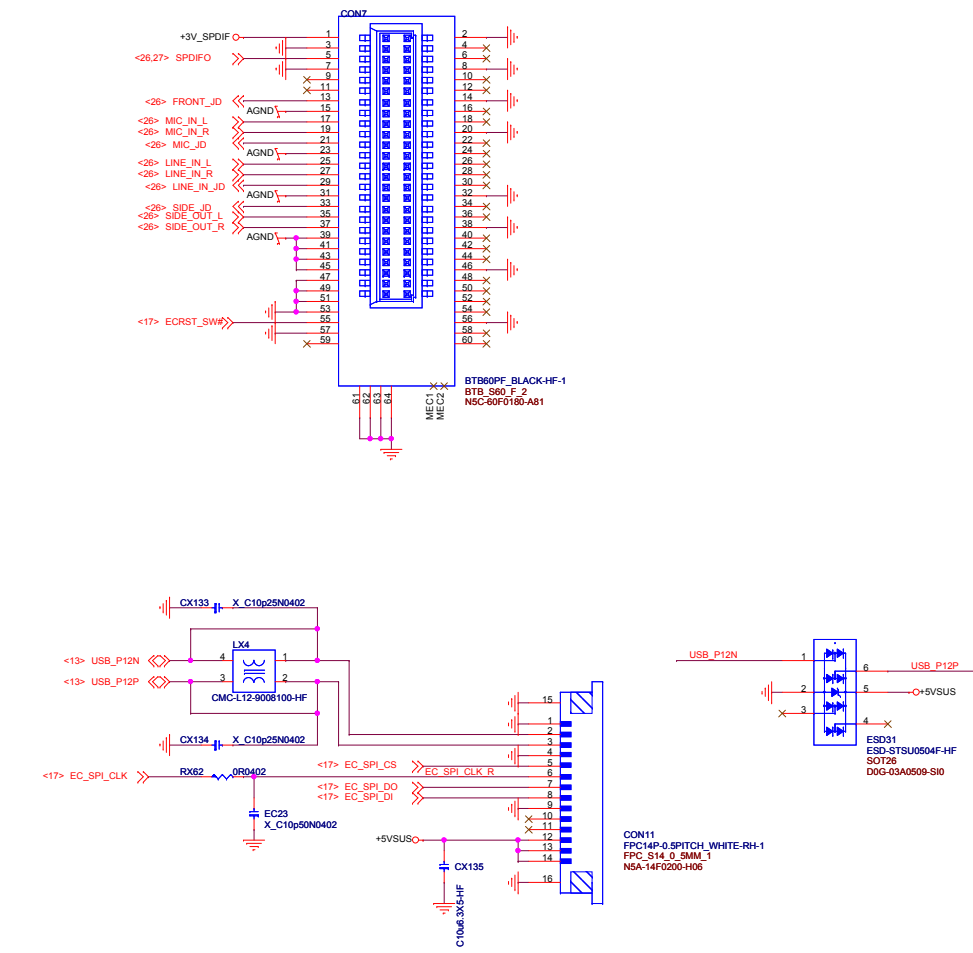 CON7
+3V_SPDIF 1 2
3 4
<26,27> SPDIFO 5 6
7 8
9 10
11 12
<26> FRONT_JD 13 14
AGND 15 16
<26> MIC_IN_L 17 18
<26> MIC_IN_R 19 20
<26> MIC_JD 21 22
AGND 23 24
<26> LINE_IN_L 25 26
<26> LINE_IN_R 27 28
<26> LINE_IN_JD 29 30
AGND 31 32
<26> SIDE_JD 33 34
<26> SIDE_OUT_L 35 36
<26> SIDE_OUT_R 37 38
AGND 39 40
41 42
43 44
45 46
47 48
49 50
51 52
53 54
<17> ECRST_SW# 55 56
57 58
59 60
BTB60PF_BLACK-HF-1
BTB_S60_F_2
N5C-60F0180-A81
61 62 63 64 MEC1 MEC2
CX133 X_C10p25N0402
LX4
<13> USB_P12N 4 1
<13> USB_P12P 3 2
CMC-L12-9008100-HF
CX134 X_C10p25N0402
<17> EC_SPI_CLK RX62 0R0402
EC23
X_C10p50N0402
15
1
2
3
4
<17> EC_SPI_CS 5
EC_SPI_CLK_R 6
<17> EC_SPI_DO 7
<17> EC_SPI_DI 8
9
10
11
+5VSUS 12
13
14
16
CX135
C10u6.3X5-HF
CON11
FPC14P-0.5PITCH_WHITE-RH-1
FPC_S14_0_5MM_1
N5A-14F0200-H06
USB_P12N 1
6 USB_P12P
2 5 +5VSUS
3
4
ESD31
ESD-STSU0504F-HF
SOT26
D0G-03A0509-SI0